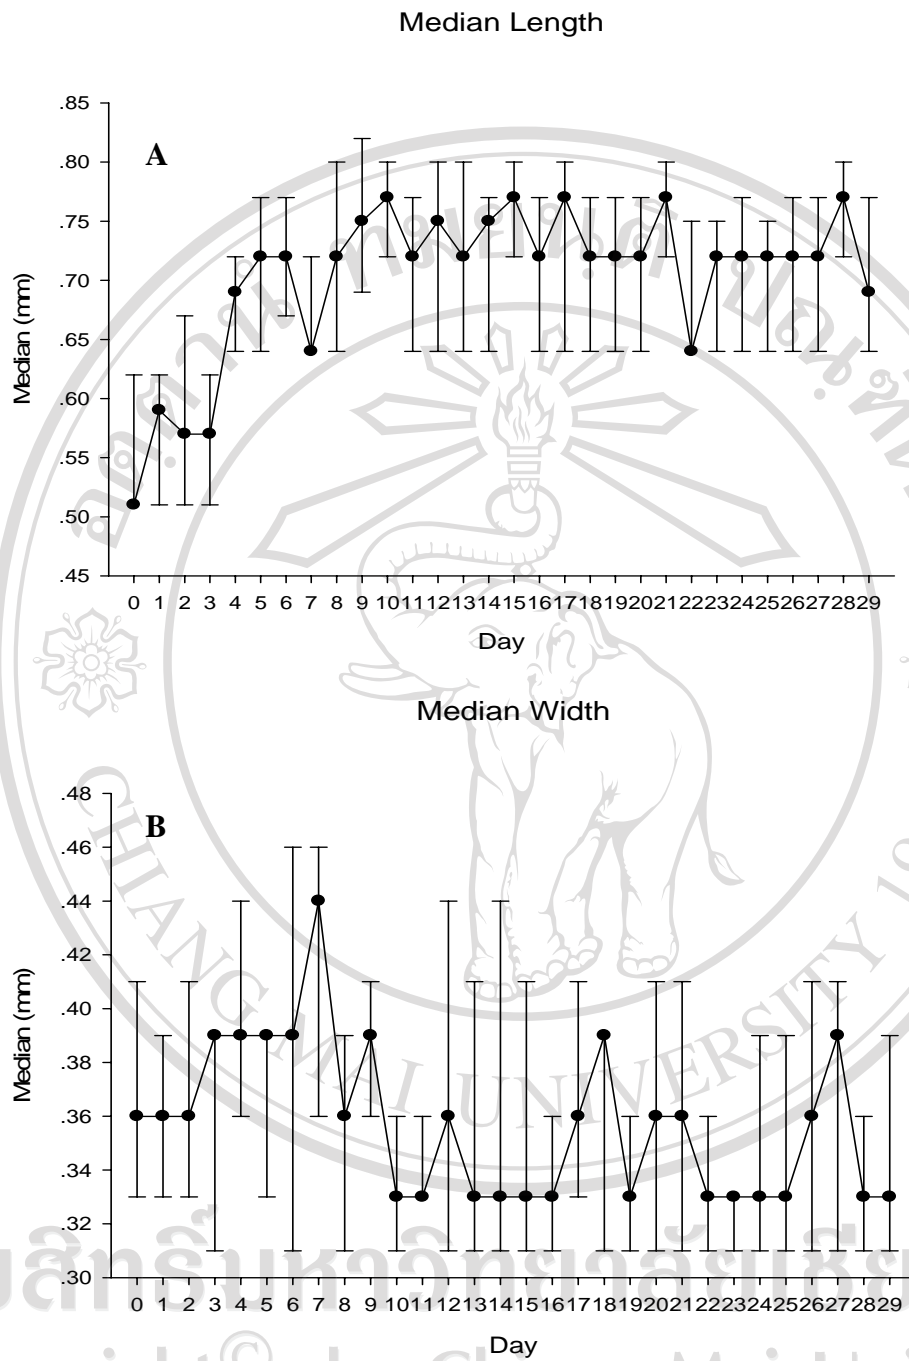 Median Length
.85
A
.80
.75
.70
.65
.60
.55
.50
.45
Median (mm)
0 1 2 3 4 5 6 7 8 9 10 11 12 13 14 15 16 17 18 19 20 21 22 23 24 25 26 27 28 29
Day
Median Width
.48
B
.46
.44
.42
.40
.38
.36
.34
.32
.30
Median (mm)
0 1 2 3 4 5 6 7 8 9 10 11 12 13 14 15 16 17 18 19 20 21 22 23 24 25 26 27 28 29
Day
CHIANG MAI UNIVERSITY